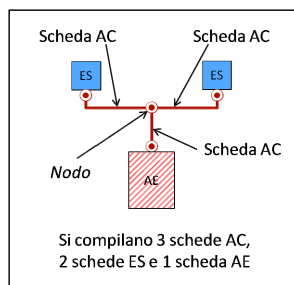 Scheda AC
Scheda AC
ES
ES
Scheda AC
Nodo
AE
Si compilano 3 schede AC,
2 schede ES e 1 scheda AE